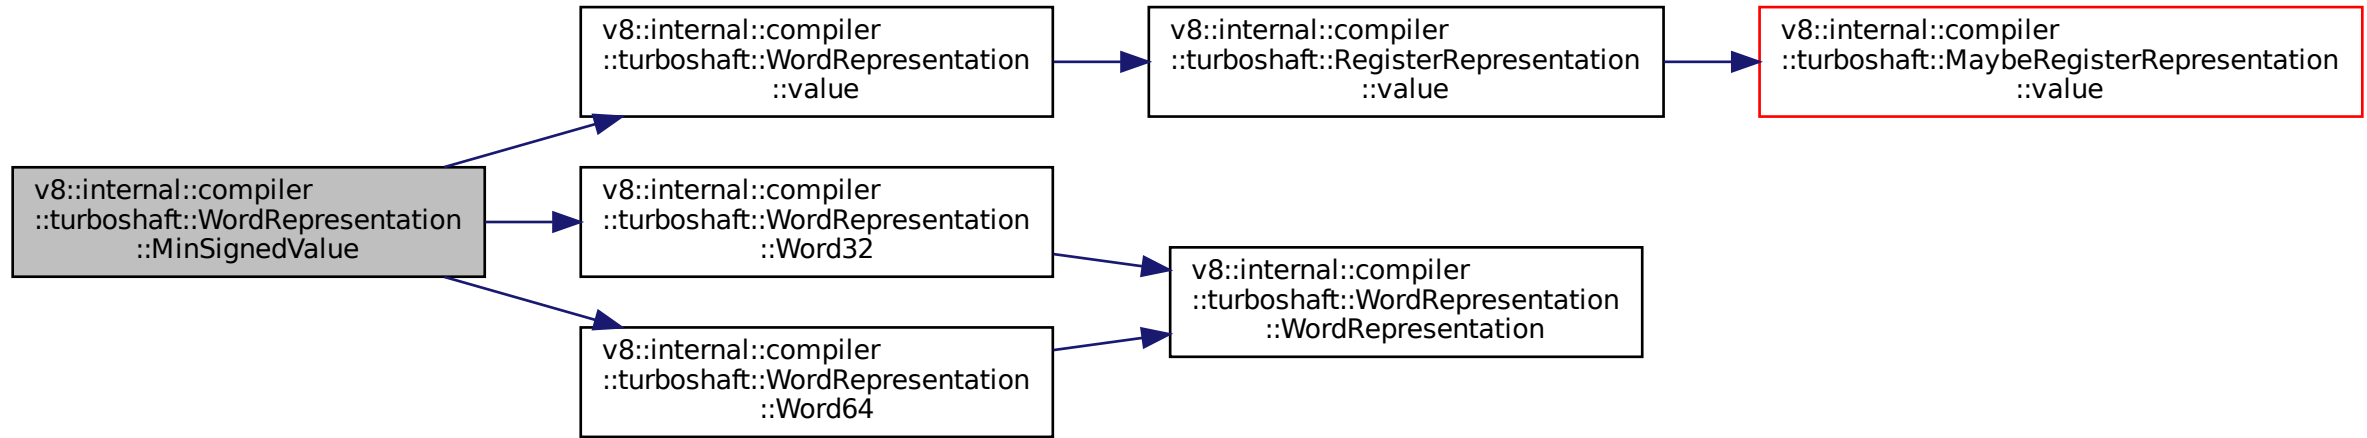 v8::internal::compiler
::turboshaft::WordRepresentation
::value
v8::internal::compiler
::turboshaft::RegisterRepresentation
::value
v8::internal::compiler
::turboshaft::MaybeRegisterRepresentation
::value
v8::internal::compiler
::turboshaft::WordRepresentation
::MinSignedValue
v8::internal::compiler
::turboshaft::WordRepresentation
::Word32
v8::internal::compiler
::turboshaft::WordRepresentation
::WordRepresentation
v8::internal::compiler
::turboshaft::WordRepresentation
::Word64